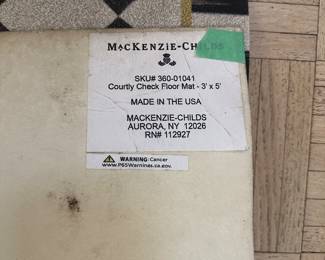 MACKENZIE-CHILDS
SKU# 360-01041
Courtly Check Floor Mat - 3' x 5'
MADE IN THE USA
MACKENZIE-CHILDS
AURORA, NY 12026
RN# 112927
WARNING: Cancer
www.P65Warnings.ca.gov